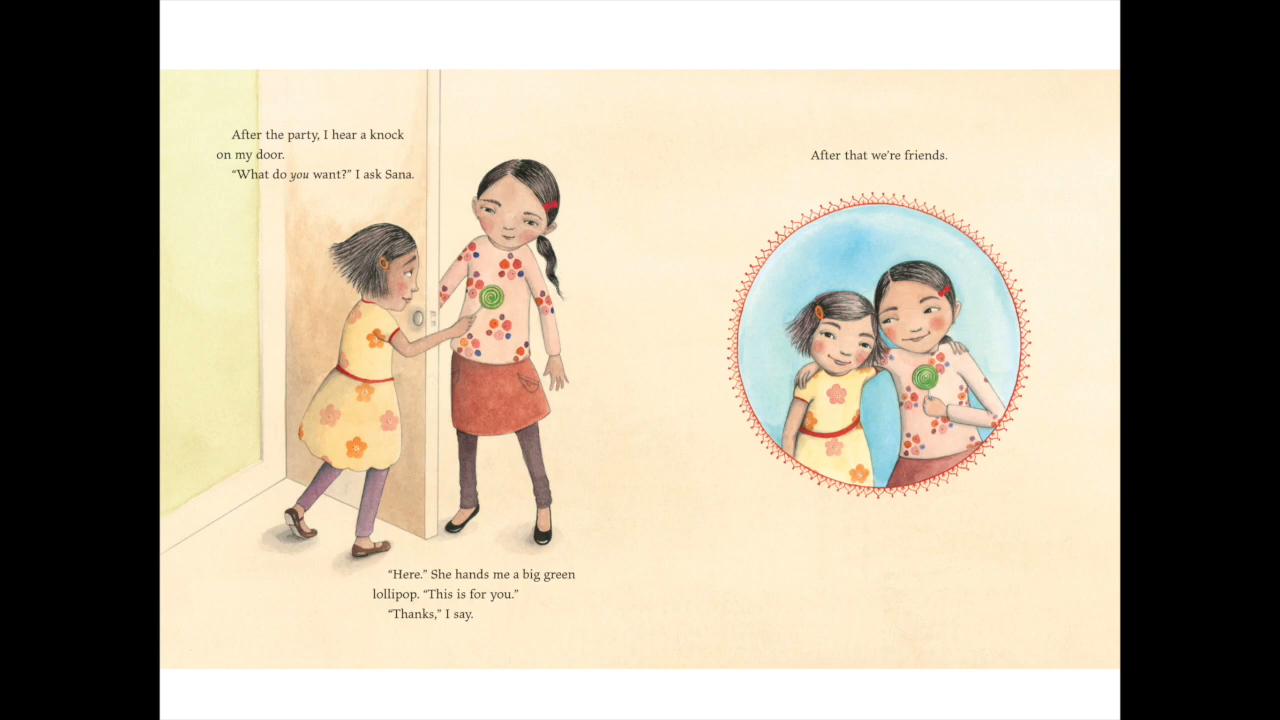 After the party, I hear a knock
on my door.
“What do you want?” I ask Sana.
“Here.” She hands me a big green
lollipop. “This is for you.”
“Thanks,” I say.
After that we’re friends.